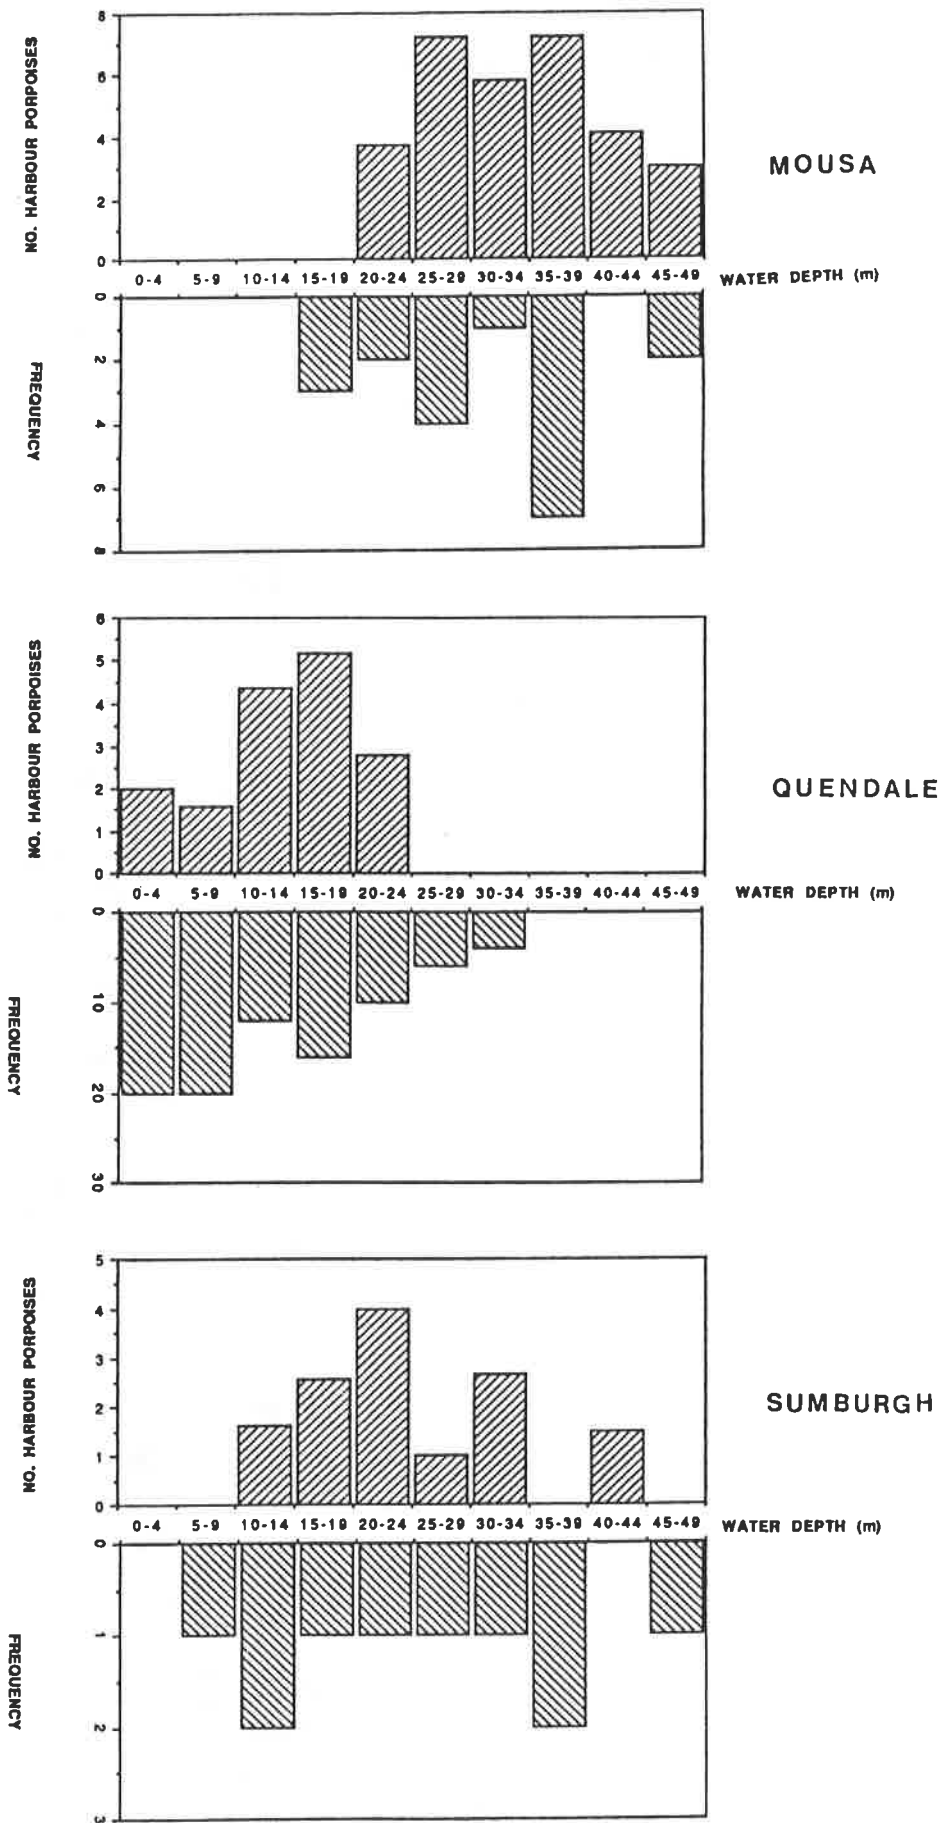 8
6
4
2
0
NO. HARBOUR PORPOISES
MOUSA
0-4 5-9 10-14 15-19 20-24 25-29 30-34 35-39 40-44 45-49 WATER DEPTH (m)
0
2
4
6
8
FREQUENCY
6
5
4
3
2
1
0
NO. HARBOUR PORPOISES
QUENDALE
0-4 5-9 10-14 15-19 20-24 25-29 30-34 35-39 40-44 45-49 WATER DEPTH (m)
0
10
20
30
FREQUENCY
5
4
3
2
1
0
NO. HARBOUR PORPOISES
SUMBURGH
0-4 5-9 10-14 15-19 20-24 25-29 30-34 35-39 40-44 45-49 WATER DEPTH (m)
0
1
2
3
FREQUENCY